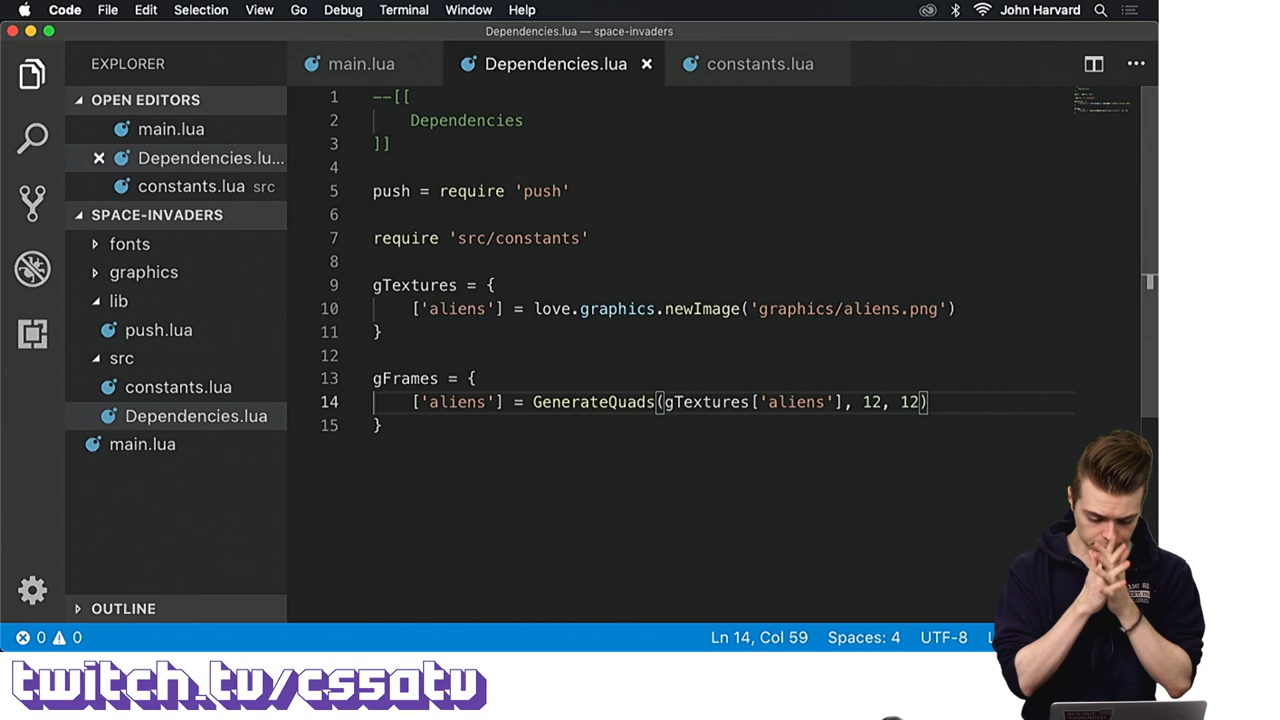 Code File Edit Selection View Go Debug Terminal Window Help John Harvard
Dependencies.lua — space-invaders
EXPLORER
OPEN EDITORS
main.lua
Dependencies.lu...
constants.lua src
SPACE-INVADERS
fonts
graphics
lib
push.lua
src
constants.lua
Dependencies.lua
main.lua
OUTLINE
main.lua Dependencies.lua constants.lua
1 --[[
2 Dependencies
3 ]]
4
5 push = require 'push'
6
7 require 'src/constants'
8
9 gTextures = {
10 ['aliens'] = love.graphics.newImage('graphics/aliens.png')
11 }
12
13 gFrames = {
14 ['aliens'] = GenerateQuads(gTextures['aliens'], 12, 12)
15 }
0 0 Ln 14, Col 59 Spaces: 4 UTF-8
twitch.tv/cs50tv